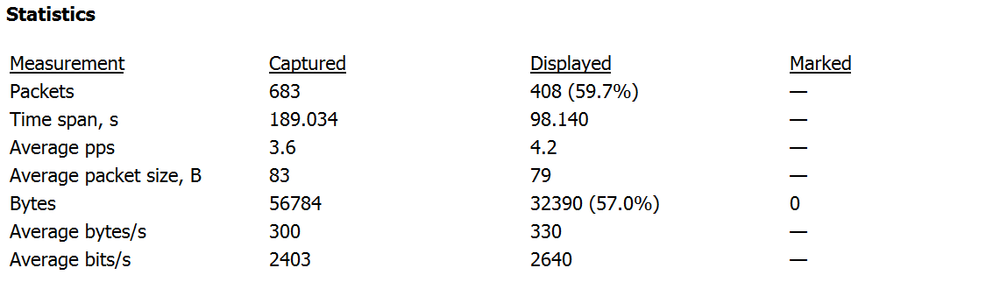 Statistics
Measurement Captured Displayed Marked
Packets 683 408 (59.7%) —
Time span, s 189.034 98.140 —
Average pps 3.6 4.2 —
Average packet size, B 83 79 —
Bytes 56784 32390 (57.0%) 0
Average bytes/s 300 330 —
Average bits/s 2403 2640 —